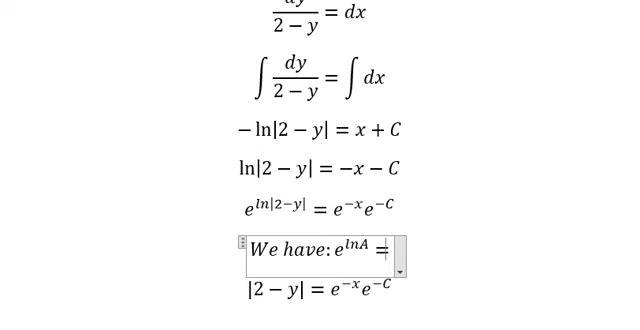 dy/(2 − y) = dx
∫ dy/(2 − y) = ∫ dx
− ln|2 − y| = x + C
ln|2 − y| = −x − C
e^{ln|2−y|} = e^{−x}e^{−C}
We have: e^{lnA} =
|2 − y| = e^{−x}e^{−C}